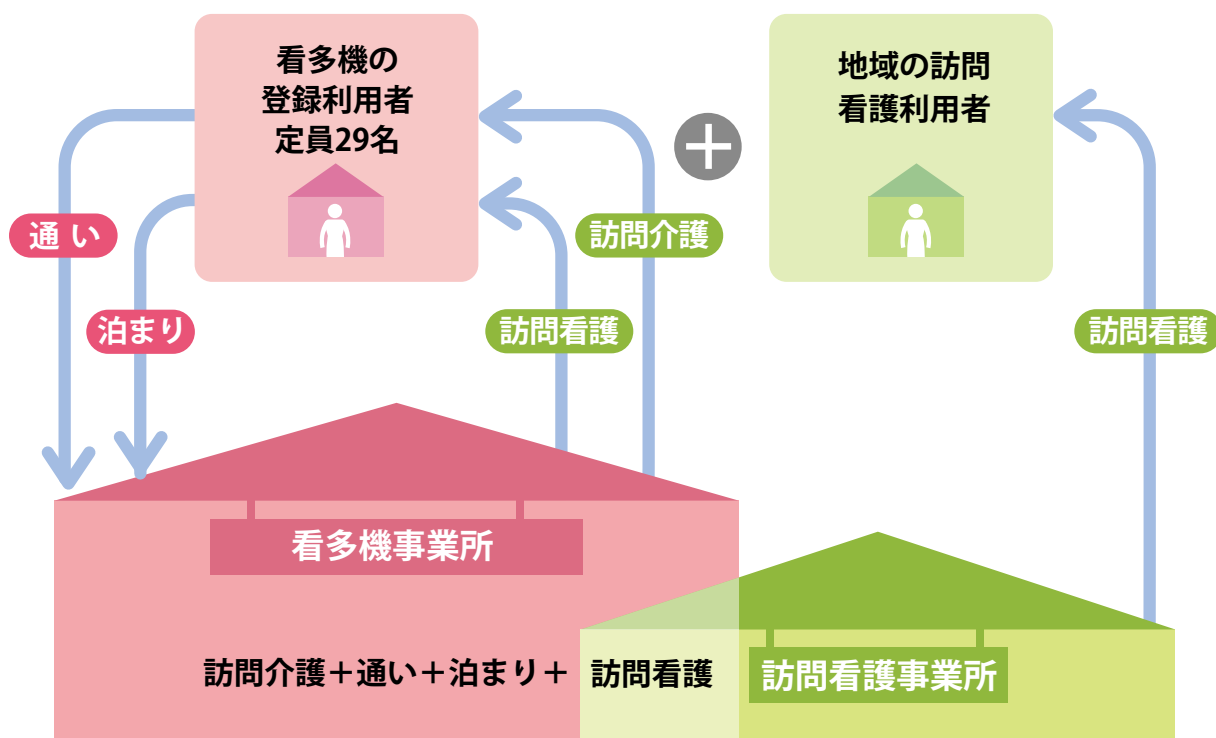 看多機の
登録利用者
定員29名
地域の訪問
看護利用者
通い
訪問介護
泊まり
訪問看護
訪問看護
看多機事業所
訪問介護+通い+泊まり+ 訪問看護
訪問看護事業所